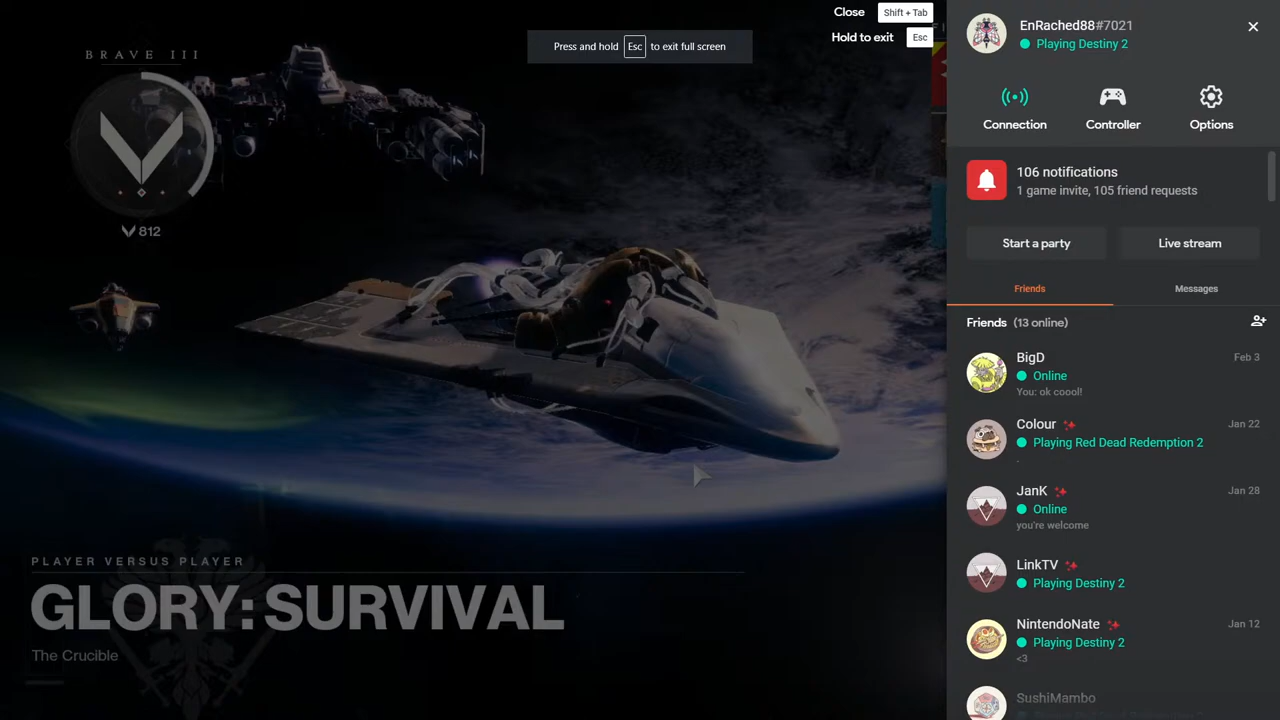 BRAVE III
812
PLAYER VERSUS PLAYER
GLORY: SURVIVAL
The Crucible
Close Shift + Tab
Hold to exit Esc
Press and hold Esc to exit full screen
EnRached88#7021
Playing Destiny 2
Connection
Controller
Options
106 notifications
1 game invite, 105 friend requests
Start a party
Live stream
Friends
Messages
Friends (13 online)
BigD Feb 3
Online
You: ok coool!
Colour Jan 22
Playing Red Dead Redemption 2
.
JanK Jan 28
Online
you're welcome
LinkTV
Playing Destiny 2
NintendoNate Jan 12
Playing Destiny 2
<3
SushiMambo